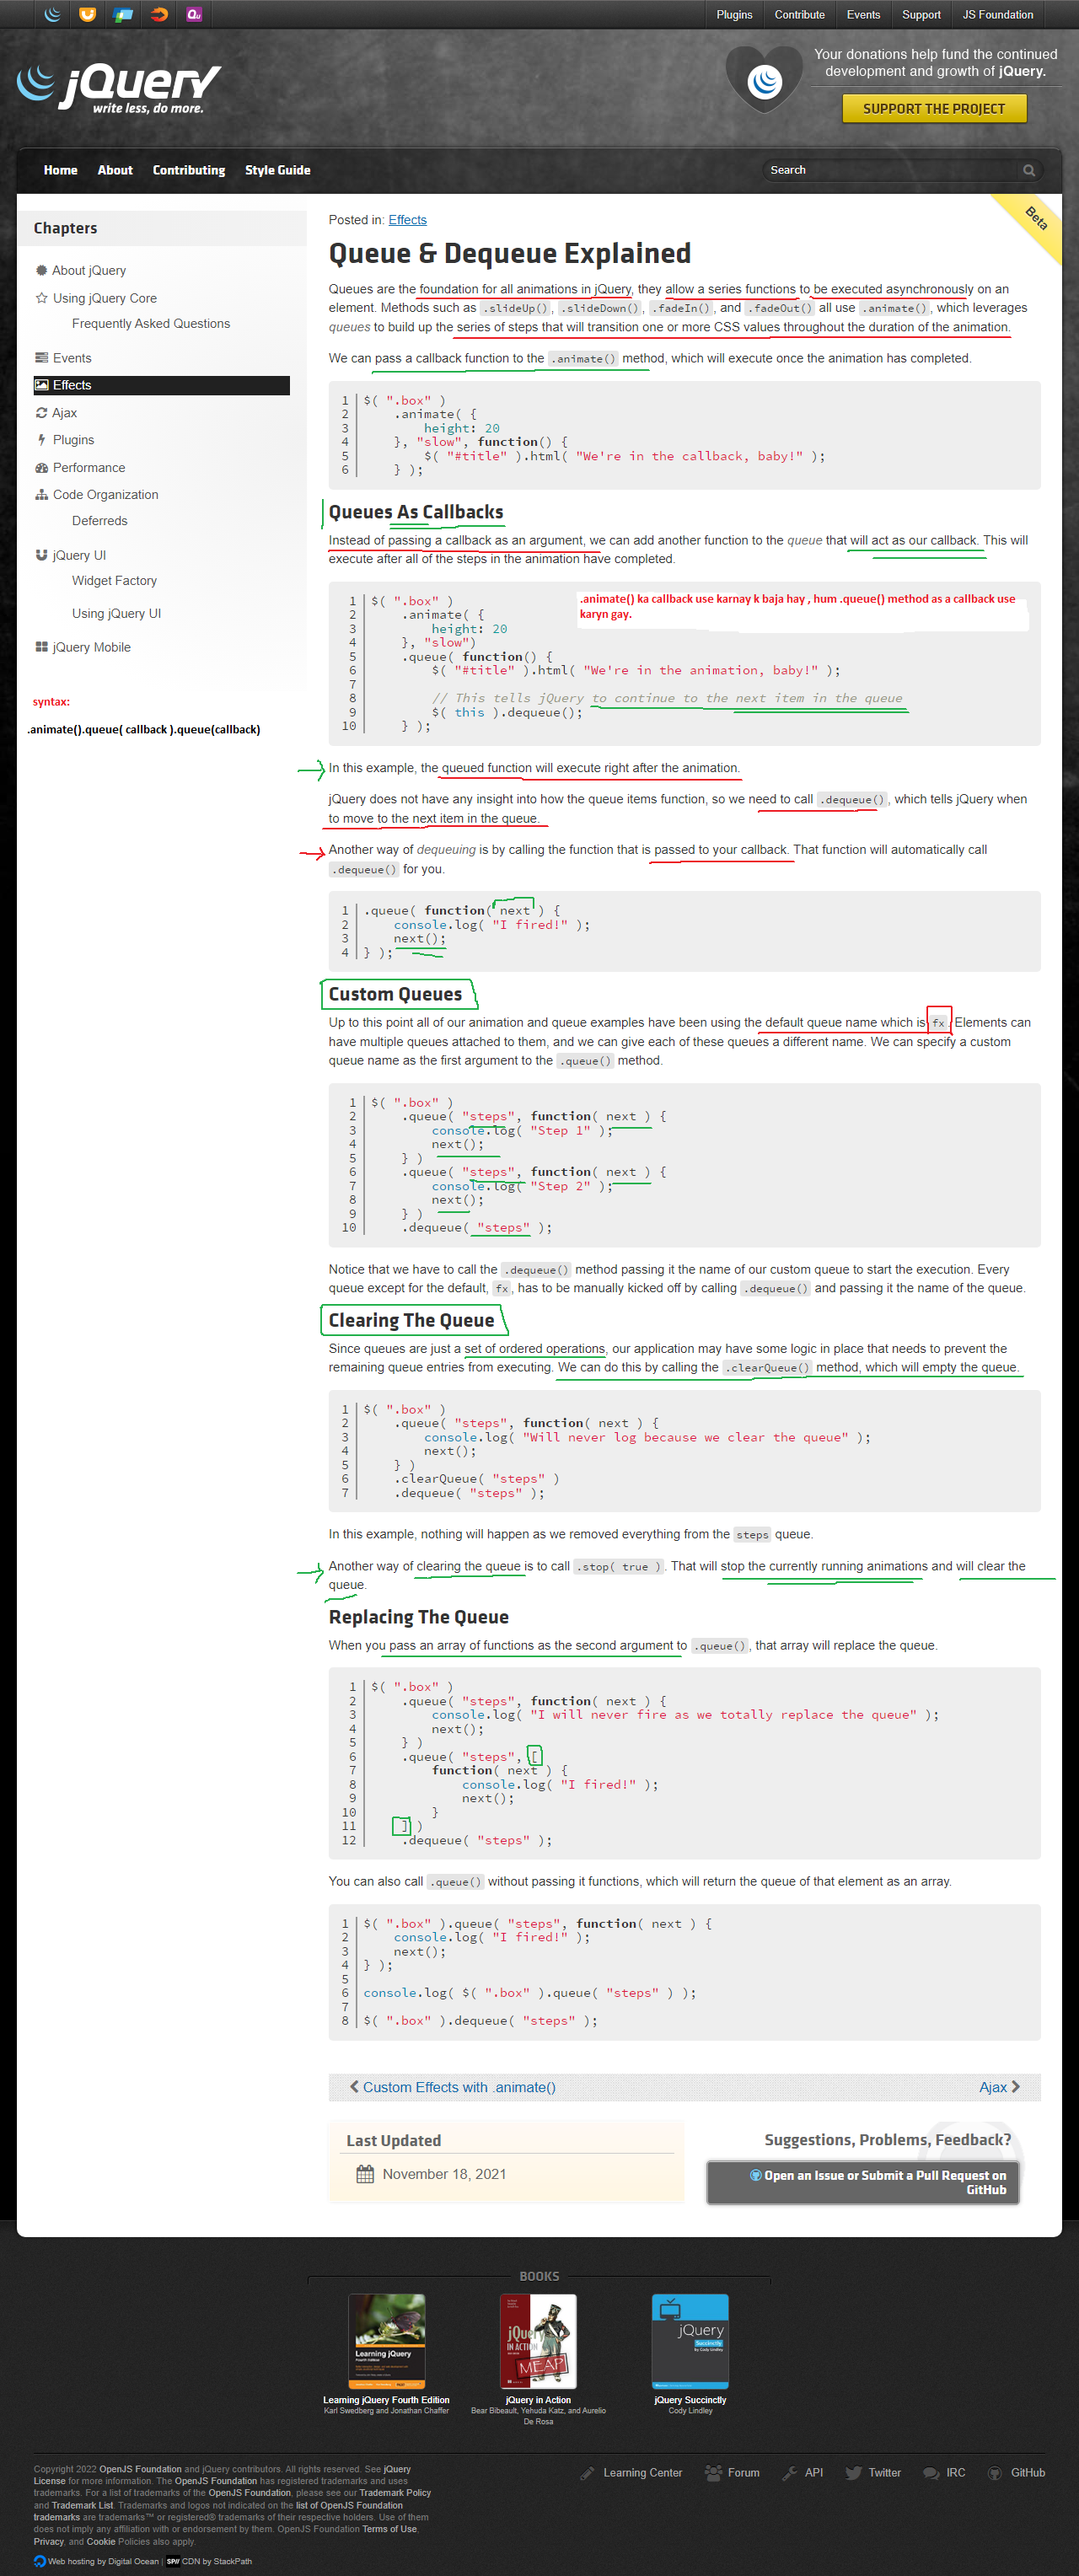 Plugins
Contribute
Events
Support
JS Foundation
jQuery
write less, do more.
Your donations help fund the continued
development and growth of jQuery.
SUPPORT THE PROJECT
Home
About
Contributing
Style Guide
Search
Beta
Chapters
About jQuery
Using jQuery Core
Frequently Asked Questions
Events
Effects
Ajax
Plugins
Performance
Code Organization
Deferreds
jQuery UI
Widget Factory
Using jQuery UI
jQuery Mobile
syntax:
.animate().queue( callback ).queue(callback)
Posted in: Effects
Queue & Dequeue Explained
Queues are the foundation for all animations in jQuery, they allow a series functions to be executed asynchronously on an
element. Methods such as .slideUp(), .slideDown(), .fadeIn(), and .fadeOut() all use .animate(), which leverages
queues to build up the series of steps that will transition one or more CSS values throughout the duration of the animation.
We can pass a callback function to the .animate() method, which will execute once the animation has completed.
1 $( ".box" )
2     .animate( {
3         height: 20
4     }, "slow", function() {
5         $( "#title" ).html( "We're in the callback, baby!" );
6     } );
Queues As Callbacks
Instead of passing a callback as an argument, we can add another function to the queue that will act as our callback. This will
execute after all of the steps in the animation have completed.
.animate() ka callback use karnay k baja hay , hum .queue() method as a callback use
karyn gay.
1 $( ".box" )
2     .animate( {
3         height: 20
4     }, "slow")
5     .queue( function() {
6         $( "#title" ).html( "We're in the animation, baby!" );
7
8         // This tells jQuery to continue to the next item in the queue
9         $( this ).dequeue();
10     } );
In this example, the queued function will execute right after the animation.
jQuery does not have any insight into how the queue items function, so we need to call .dequeue(), which tells jQuery when
to move to the next item in the queue.
Another way of dequeuing is by calling the function that is passed to your callback. That function will automatically call
.dequeue() for you.
1 .queue( function( next ) {
2     console.log( "I fired!" );
3     next();
4 } );
Custom Queues
Up to this point all of our animation and queue examples have been using the default queue name which is fx. Elements can
have multiple queues attached to them, and we can give each of these queues a different name. We can specify a custom
queue name as the first argument to the .queue() method.
1 $( ".box" )
2     .queue( "steps", function( next ) {
3         console.log( "Step 1" );
4         next();
5     } )
6     .queue( "steps", function( next ) {
7         console.log( "Step 2" );
8         next();
9     } )
10     .dequeue( "steps" );
Notice that we have to call the .dequeue() method passing it the name of our custom queue to start the execution. Every
queue except for the default, fx, has to be manually kicked off by calling .dequeue() and passing it the name of the queue.
Clearing The Queue
Since queues are just a set of ordered operations, our application may have some logic in place that needs to prevent the
remaining queue entries from executing. We can do this by calling the .clearQueue() method, which will empty the queue.
1 $( ".box" )
2     .queue( "steps", function( next ) {
3         console.log( "Will never log because we clear the queue" );
4         next();
5     } )
6     .clearQueue( "steps" )
7     .dequeue( "steps" );
In this example, nothing will happen as we removed everything from the steps queue.
Another way of clearing the queue is to call .stop( true ). That will stop the currently running animations and will clear the
queue.
Replacing The Queue
When you pass an array of functions as the second argument to .queue(), that array will replace the queue.
1 $( ".box" )
2     .queue( "steps", function( next ) {
3         console.log( "I will never fire as we totally replace the queue" );
4         next();
5     } )
6     .queue( "steps", [
7         function( next ) {
8             console.log( "I fired!" );
9             next();
10         }
11     ] )
12     .dequeue( "steps" );
You can also call .queue() without passing it functions, which will return the queue of that element as an array.
1 $( ".box" ).queue( "steps", function( next ) {
2     console.log( "I fired!" );
3     next();
4 } );
5
6 console.log( $( ".box" ).queue( "steps" ) );
7
8 $( ".box" ).dequeue( "steps" );
Custom Effects with .animate()
Ajax
Last Updated
November 18, 2021
Suggestions, Problems, Feedback?
Open an Issue or Submit a Pull Request on
GitHub
BOOKS
Learning jQuery
Fourth Edition
jQuery
IN ACTION
MEAP
jQuery
Succinctly
by Cody Lindley
Learning jQuery Fourth Edition
Karl Swedberg and Jonathan Chaffer
jQuery in Action
Bear Bibeault, Yehuda Katz, and Aurelio
De Rosa
jQuery Succinctly
Cody Lindley
Copyright 2022 OpenJS Foundation and jQuery contributors. All rights reserved. See jQuery
License for more information. The OpenJS Foundation has registered trademarks and uses
trademarks. For a list of trademarks of the OpenJS Foundation, please see our Trademark Policy
and Trademark List. Trademarks and logos not indicated on the list of OpenJS Foundation
trademarks are trademarks™ or registered® trademarks of their respective holders. Use of them
does not imply any affiliation with or endorsement by them. OpenJS Foundation Terms of Use,
Privacy, and Cookie Policies also apply.
Learning Center
Forum
API
Twitter
IRC
GitHub
Web hosting by Digital Ocean | SP// CDN by StackPath